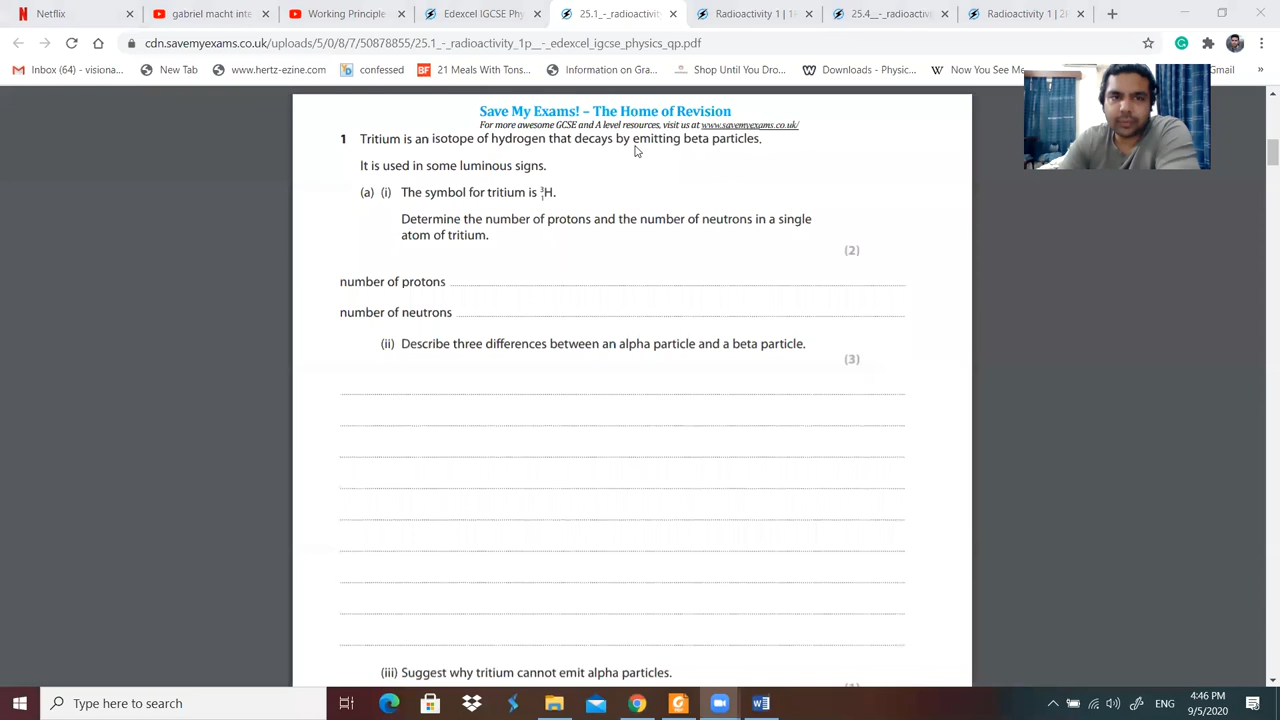 Netflix
gabriel macht inte
Working Principle
Edexcel IGCSE Phy
25.1_-_radioactivity
Radioactivity 1 | 1
25.4__-_radioactivi
Radioactivity 1 | 2
cdn.savemyexams.co.uk/uploads/5/0/8/7/50878855/25.1_-_radioactivity_1p__-_edexcel_igcse_physics_qp.pdf
Inbox (64) - visiona...
New Tab
www.hertz-ezine.com
confessed
BF
21 Meals With Tons...
Information on Gra...
Shop Until You Dro...
Downloads - Physic...
Now You See Me
Gmail
»
Save My Exams! – The Home of Revision
For more awesome GCSE and A level resources, visit us at www.savemyexams.co.uk/
1 Tritium is an isotope of hydrogen that decays by emitting beta particles.
It is used in some luminous signs.
(a) (i) The symbol for tritium is ³₁H.
Determine the number of protons and the number of neutrons in a single
atom of tritium.
(2)
number of protons
number of neutrons
(ii) Describe three differences between an alpha particle and a beta particle.
(3)
(iii) Suggest why tritium cannot emit alpha particles.
Type here to search
ENG
4:46 PM
9/5/2020